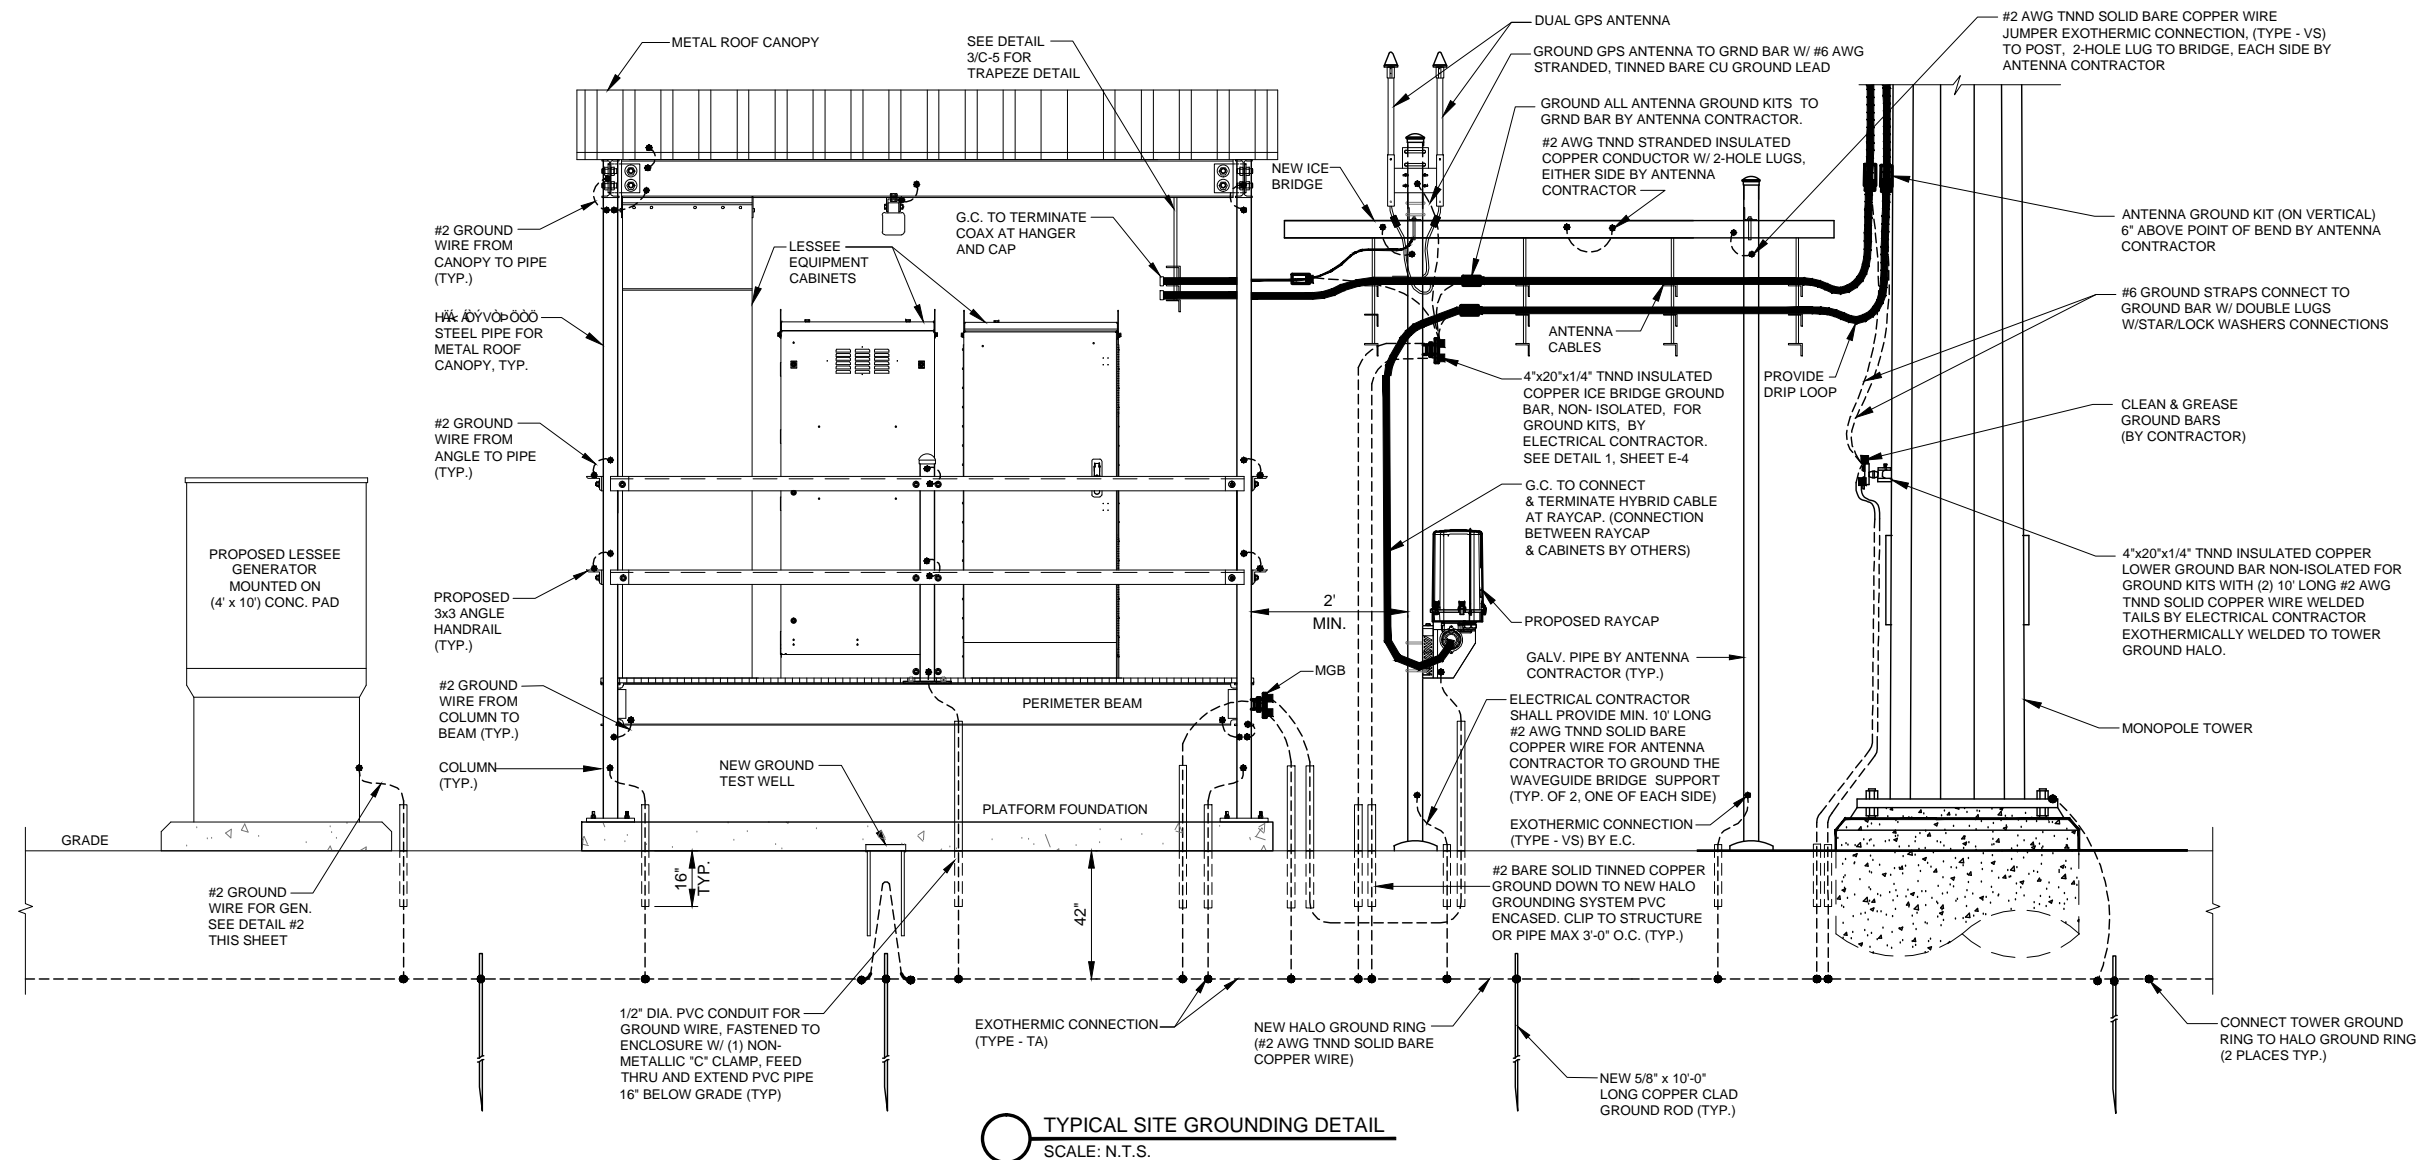 METAL ROOF CANOPY
SEE DETAIL
3/C-5 FOR
TRAPEZE DETAIL
DUAL GPS ANTENNA
GROUND GPS ANTENNA TO GRND BAR W/ #6 AWG
STRANDED, TINNED BARE CU GROUND LEAD
GROUND ALL ANTENNA GROUND KITS TO
GRND BAR BY ANTENNA CONTRACTOR.
#2 AWG TNND STRANDED INSULATED
COPPER CONDUCTOR W/ 2-HOLE LUGS,
EITHER SIDE BY ANTENNA
CONTRACTOR
#2 AWG TNND SOLID BARE COPPER WIRE
JUMPER EXOTHERMIC CONNECTION, (TYPE - VS)
TO POST, 2-HOLE LUG TO BRIDGE, EACH SIDE BY
ANTENNA CONTRACTOR
NEW ICE
BRIDGE
#2 GROUND
WIRE FROM
CANOPY TO PIPE
(TYP.)
LESSEE
EQUIPMENT
CABINETS
G.C. TO TERMINATE
COAX AT HANGER
AND CAP
ANTENNA GROUND KIT (ON VERTICAL)
6" ABOVE POINT OF BEND BY ANTENNA
CONTRACTOR
STEEL PIPE FOR
METAL ROOF
CANOPY, TYP.
ANTENNA
CABLES
PROVIDE
DRIP LOOP
#6 GROUND STRAPS CONNECT TO
GROUND BAR W/ DOUBLE LUGS
W/STAR/LOCK WASHERS CONNECTIONS
4"x20"x1/4" TNND INSULATED
COPPER ICE BRIDGE GROUND
BAR, NON- ISOLATED, FOR
GROUND KITS, BY
ELECTRICAL CONTRACTOR.
SEE DETAIL 1, SHEET E-4
CLEAN & GREASE
GROUND BARS
(BY CONTRACTOR)
#2 GROUND
WIRE FROM
ANGLE TO PIPE
(TYP.)
G.C. TO CONNECT
& TERMINATE HYBRID CABLE
AT RAYCAP. (CONNECTION
BETWEEN RAYCAP
& CABINETS BY OTHERS)
PROPOSED LESSEE
GENERATOR
MOUNTED ON
(4' x 10') CONC. PAD
PROPOSED
3x3 ANGLE
HANDRAIL
(TYP.)
2'
MIN.
PROPOSED RAYCAP
4"x20"x1/4" TNND INSULATED COPPER
LOWER GROUND BAR NON-ISOLATED FOR
GROUND KITS WITH (2) 10' LONG #2 AWG
TNND SOLID COPPER WIRE WELDED
TAILS BY ELECTRICAL CONTRACTOR
EXOTHERMICALLY WELDED TO TOWER
GROUND HALO.
GALV. PIPE BY ANTENNA
CONTRACTOR (TYP.)
MGB
#2 GROUND
WIRE FROM
COLUMN TO
BEAM (TYP.)
PERIMETER BEAM
ELECTRICAL CONTRACTOR
SHALL PROVIDE MIN. 10' LONG
#2 AWG TNND SOLID BARE
COPPER WIRE FOR ANTENNA
CONTRACTOR TO GROUND THE
WAVEGUIDE BRIDGE SUPPORT
(TYP. OF 2, ONE OF EACH SIDE)
MONOPOLE TOWER
COLUMN
(TYP.)
NEW GROUND
TEST WELL
PLATFORM FOUNDATION
EXOTHERMIC CONNECTION
(TYPE - VS) BY E.C.
GRADE
16"
TYP.
42"
#2 BARE SOLID TINNED COPPER
GROUND DOWN TO NEW HALO
GROUNDING SYSTEM PVC
ENCASED. CLIP TO STRUCTURE
OR PIPE MAX 3'-0" O.C. (TYP.)
#2 GROUND
WIRE FOR GEN.
SEE DETAIL #2
THIS SHEET
1/2" DIA. PVC CONDUIT FOR
GROUND WIRE, FASTENED TO
ENCLOSURE W/ (1) NON-
METALLIC "C" CLAMP, FEED
THRU AND EXTEND PVC PIPE
16" BELOW GRADE (TYP)
EXOTHERMIC CONNECTION
(TYPE - TA)
NEW HALO GROUND RING
(#2 AWG TNND SOLID BARE
COPPER WIRE)
NEW 5/8" x 10'-0"
LONG COPPER CLAD
GROUND ROD (TYP.)
CONNECT TOWER GROUND
RING TO HALO GROUND RING
(2 PLACES TYP.)
TYPICAL SITE GROUNDING DETAIL
SCALE: N.T.S.